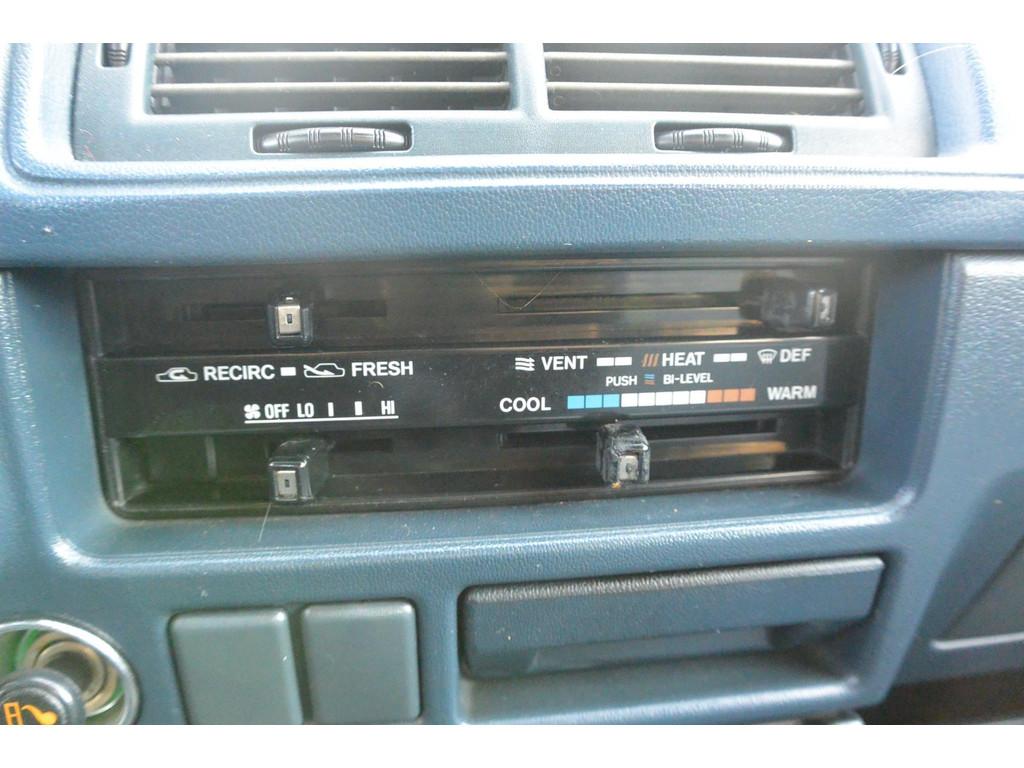 RECIRC FRESH
VENT HEAT DEF
PUSH BI-LEVEL
OFF LO I II HI
COOL WARM